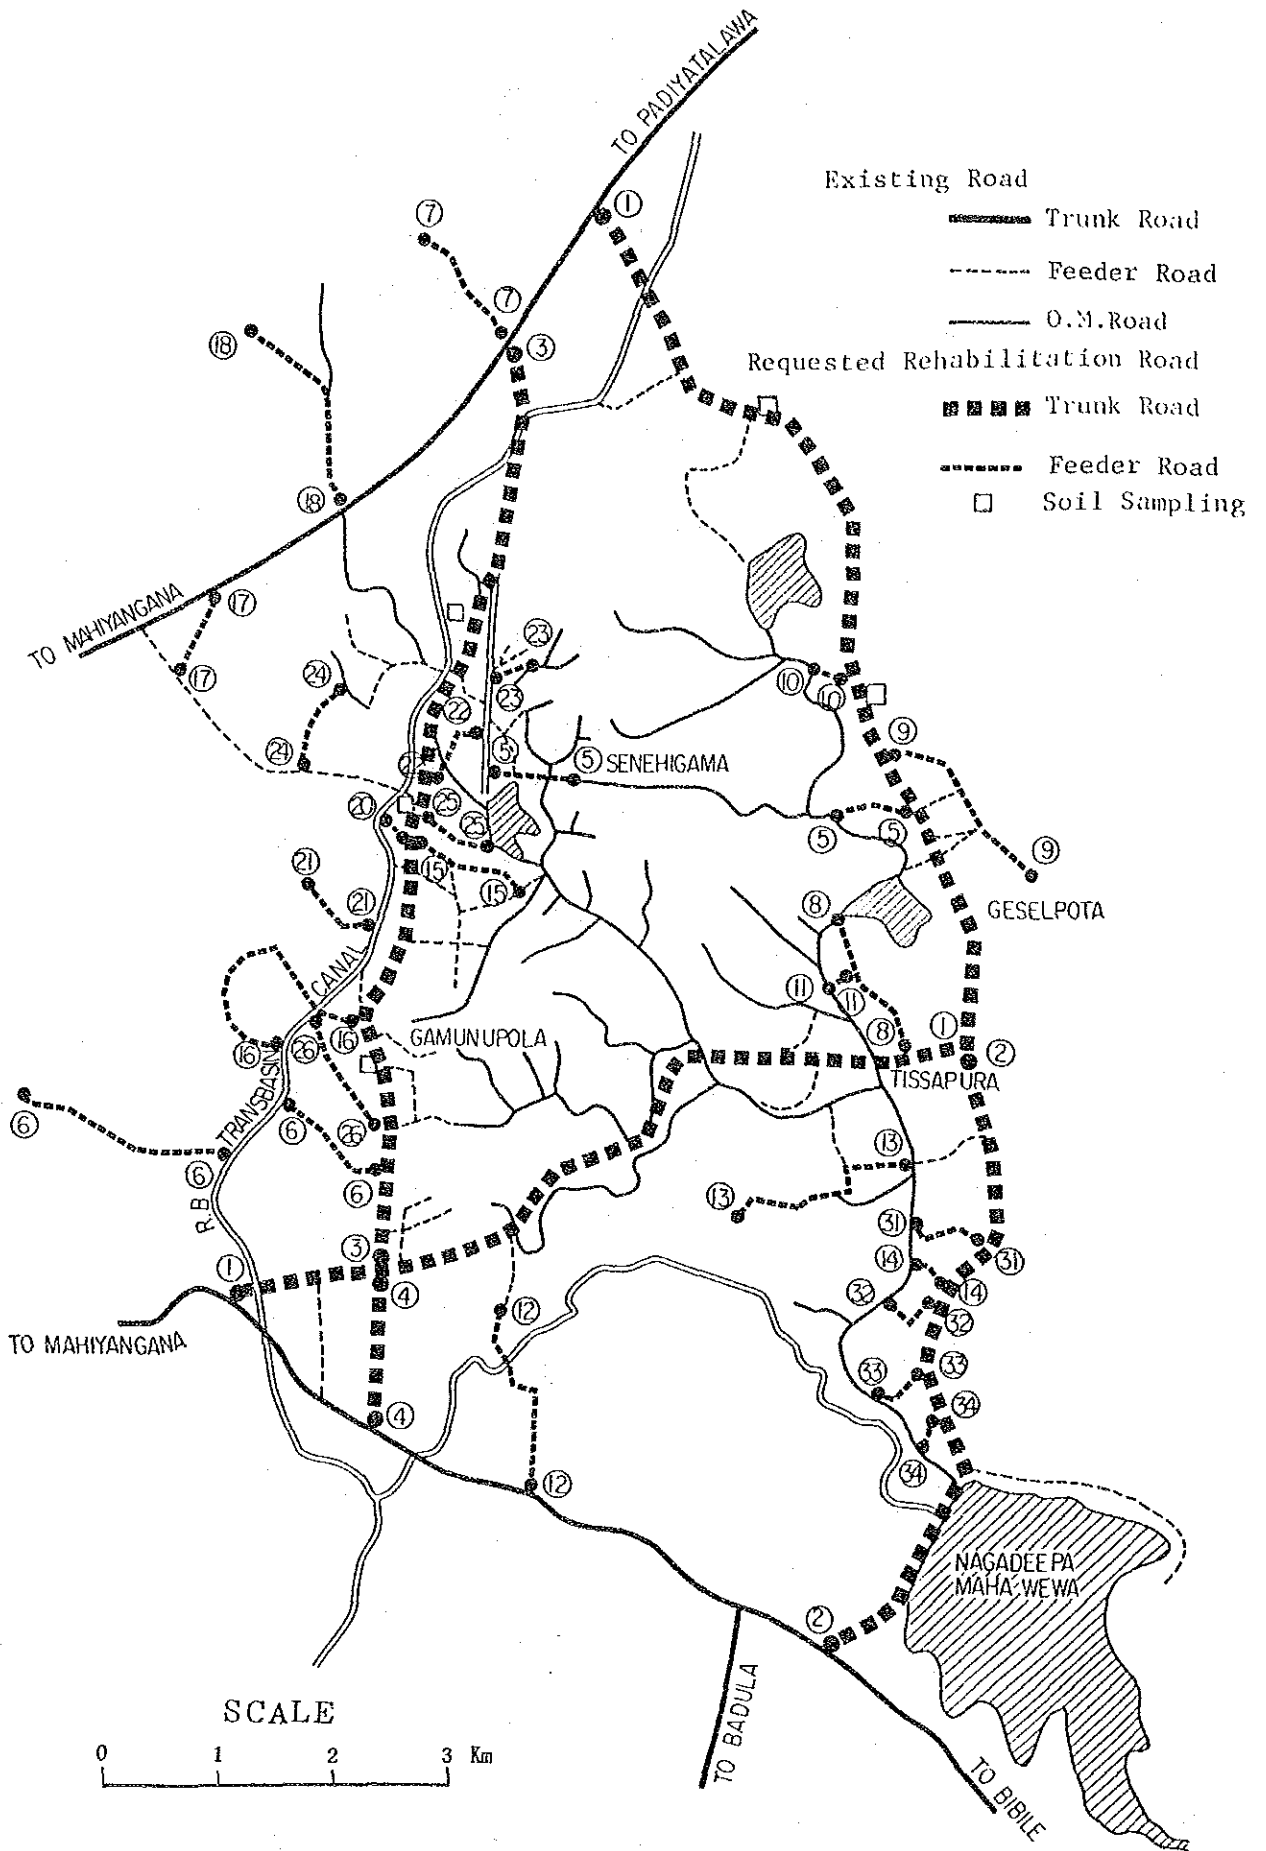 TO PADIYATALAWA
Existing Road
Trunk Road
Feeder Road
O.M.Road
Requested Rehabilitation Road
Trunk Road
Feeder Road
Soil Sampling
1
7
7
3
18
18
TO MAHIYANGANA
17
17
24
24
23
23
22
22
5
5
SENEHIGAMA
10
10
9
9
5
5
GESELPOTA
20
25
25
15
15
21
21
8
8
11
11
R.B TRANSBASIN CANAL
16
26
16
GAMUNUPOLA
1
2
TISSAPURA
6
6
6
26
6
13
13
3
1
4
31
31
14
14
32
32
12
TO MAHIYANGANA
33
33
4
34
34
12
NAGADEEPA
MAHA WEWA
2
TO BADULA
TO BIBILE
SCALE
0 1 2 3 Km